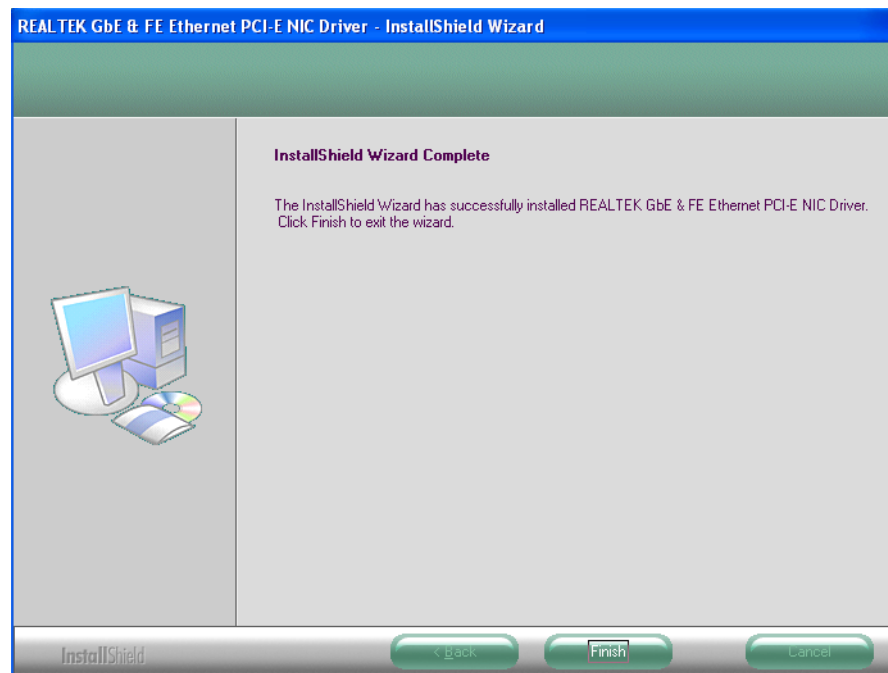 REALTEK GbE & FE Ethernet PCI-E NIC Driver - InstallShield Wizard
InstallShield Wizard Complete
The InstallShield Wizard has successfully installed REALTEK GbE & FE Ethernet PCI-E NIC Driver.
Click Finish to exit the wizard.
InstallShield
< Back
Finish
Cancel